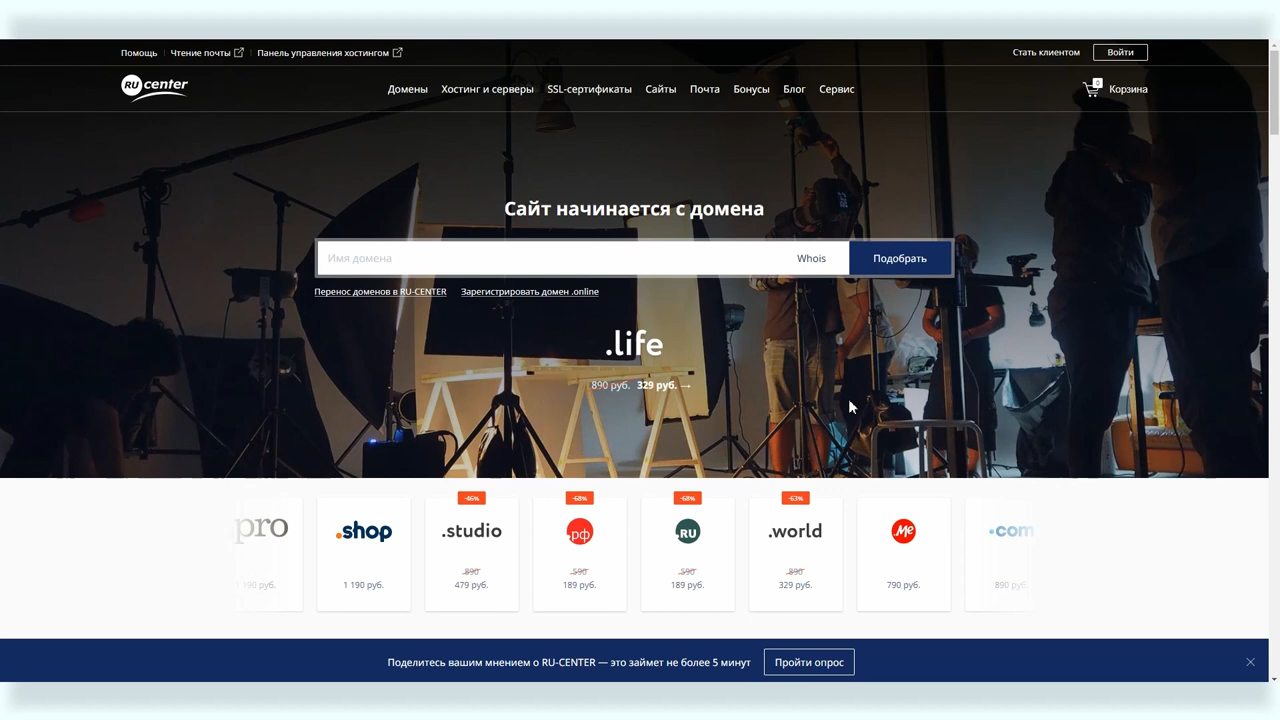 Помощь Чтение почты Панель управления хостингом Стать клиентом Войти
RU center Домены Хостинг и серверы SSL-сертификаты Сайты Почта Бонусы Блог Сервис 0 Корзина
Сайт начинается с домена
Имя домена Whois Подобрать
Перенос доменов в RU-CENTER Зарегистрировать домен .online
.life
890 руб. 329 руб. →
-46% -68% -68% -63%
pro .shop .studio .рф .RU .world .Me .com
890 590 590 890
190 руб. 1 190 руб. 479 руб. 189 руб. 189 руб. 329 руб. 790 руб. 890 руб.
Поделитесь вашим мнением о RU-CENTER — это займет не более 5 минут Пройти опрос